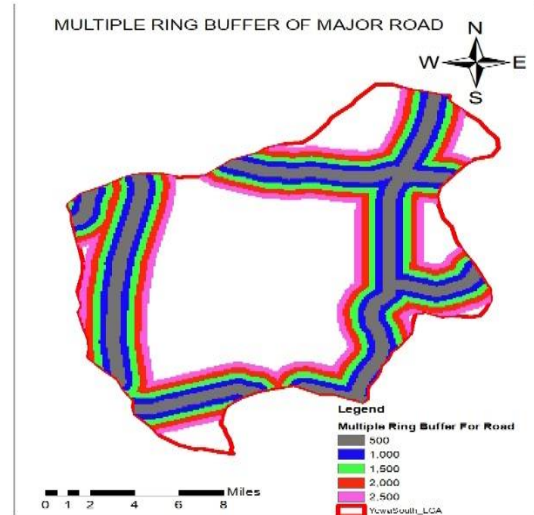 MULTIPLE RING BUFFER OF MAJOR ROAD
N
W E
S
Legend
Multiple Ring Buffer For Road
500
1,000
1,500
2,000
2,500
YewaSouth_LGA
Miles
0 1 2 4 6 8